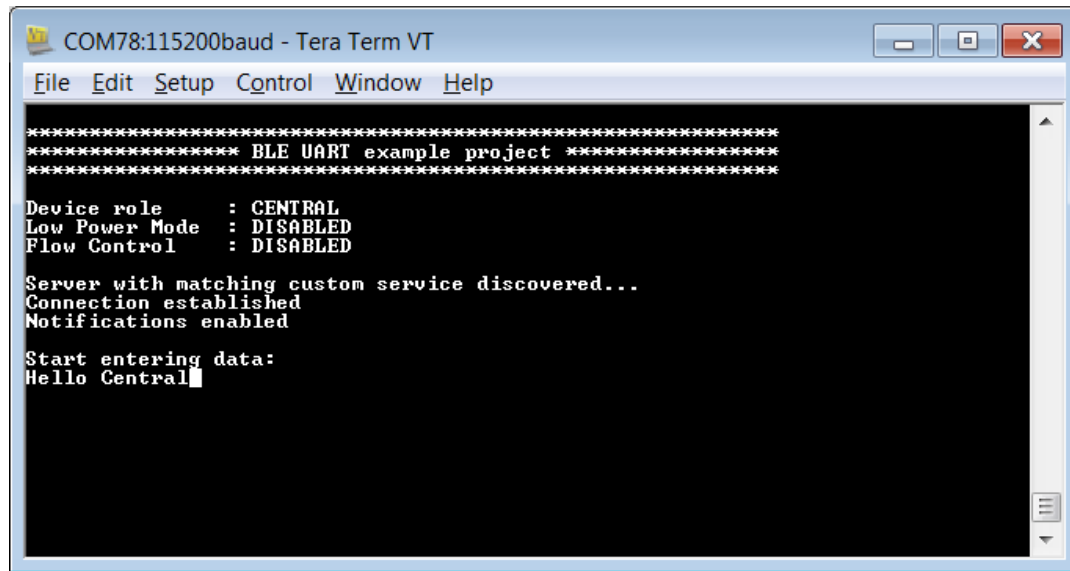 COM78:115200baud - Tera Term VT
File Edit Setup Control Window Help
************************************************************
***************** BLE UART example project *****************
************************************************************
Device role : CENTRAL
Low Power Mode : DISABLED
Flow Control : DISABLED
Server with matching custom service discovered...
Connection established
Notifications enabled
Start entering data:
Hello Central